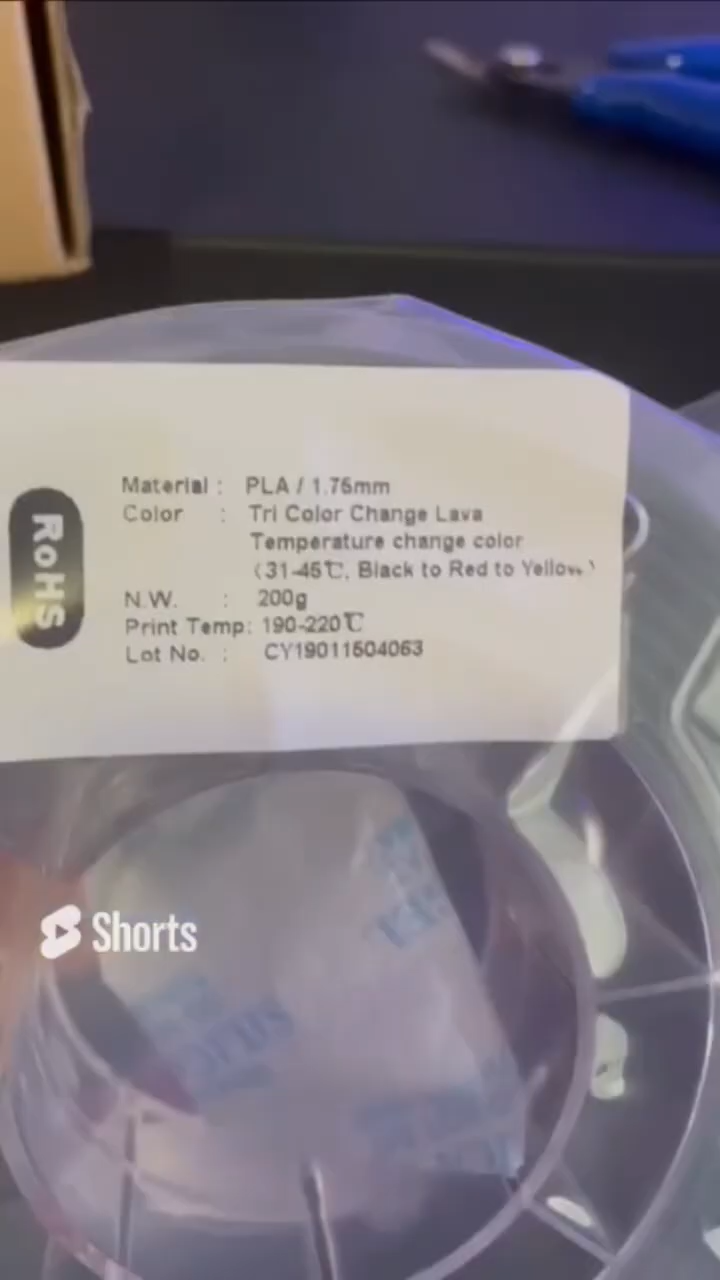 RoHS
Material : PLA / 1.75mm
Color : Tri Color Change Lava
Temperature change color
(31-45℃, Black to Red to Yellow)
N.W. : 200g
Print Temp: 190-220℃
Lot No. : CY19011504063
Shorts